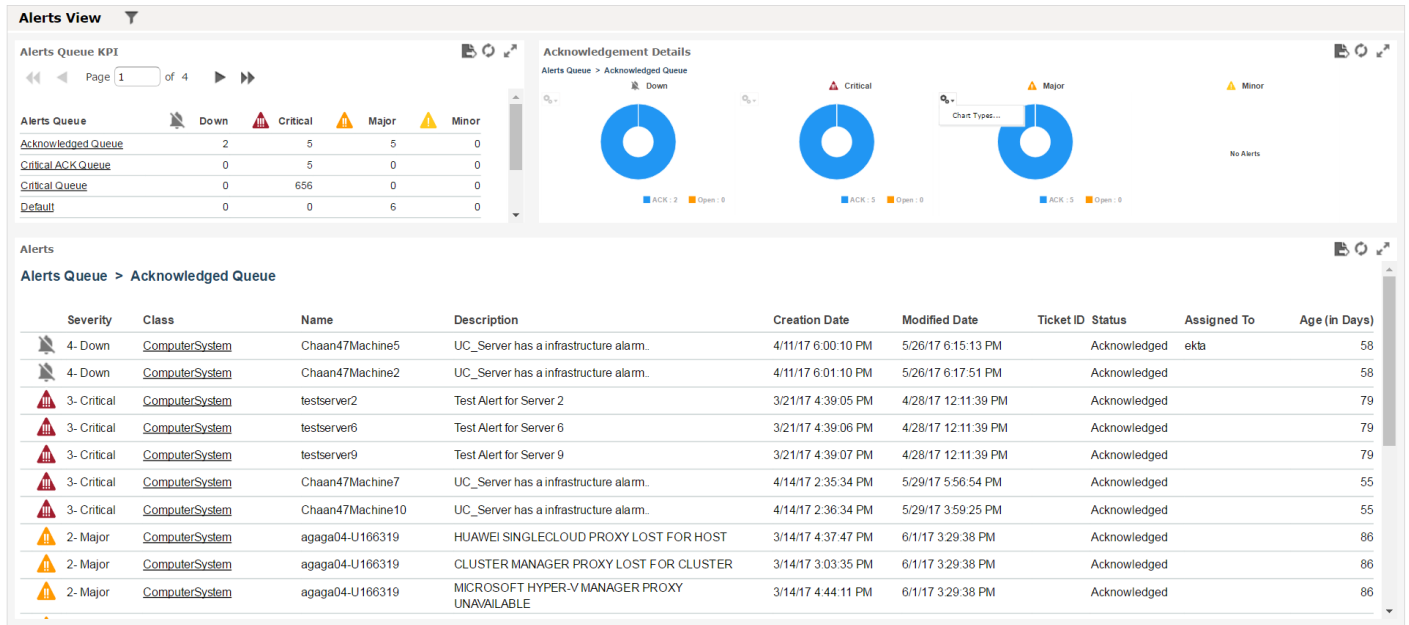 Alerts View
Alerts Queue KPI
Page 1 of 4
Alerts Queue Down Critical Major Minor
Acknowledged Queue 2 5 5 0
Critical ACK Queue 0 5 0 0
Critical Queue 0 656 0 0
Default 0 0 6 0
Acknowledgement Details
Alerts Queue > Acknowledged Queue
Down Critical Major Minor
Chart Types...
No Alerts
ACK : 2 Open : 0 ACK : 5 Open : 0 ACK : 5 Open : 0
Alerts
Alerts Queue > Acknowledged Queue
Severity Class Name Description Creation Date Modified Date Ticket ID Status Assigned To Age (in Days)
4- Down ComputerSystem Chaan47Machine5 UC_Server has a infrastructure alarm.. 4/11/17 6:00:10 PM 5/26/17 6:15:13 PM Acknowledged ekta 58
4- Down ComputerSystem Chaan47Machine2 UC_Server has a infrastructure alarm.. 4/11/17 6:01:10 PM 5/26/17 6:17:51 PM Acknowledged 58
3- Critical ComputerSystem testserver2 Test Alert for Server 2 3/21/17 4:39:05 PM 4/28/17 12:11:39 PM Acknowledged 79
3- Critical ComputerSystem testserver6 Test Alert for Server 6 3/21/17 4:39:06 PM 4/28/17 12:11:39 PM Acknowledged 79
3- Critical ComputerSystem testserver9 Test Alert for Server 9 3/21/17 4:39:07 PM 4/28/17 12:11:39 PM Acknowledged 79
3- Critical ComputerSystem Chaan47Machine7 UC_Server has a infrastructure alarm.. 4/14/17 2:35:34 PM 5/29/17 5:56:54 PM Acknowledged 55
3- Critical ComputerSystem Chaan47Machine10 UC_Server has a infrastructure alarm.. 4/14/17 2:36:34 PM 5/29/17 3:59:25 PM Acknowledged 55
2- Major ComputerSystem agaga04-U166319 HUAWEI SINGLECLOUD PROXY LOST FOR HOST 3/14/17 4:37:47 PM 6/1/17 3:29:38 PM Acknowledged 86
2- Major ComputerSystem agaga04-U166319 CLUSTER MANAGER PROXY LOST FOR CLUSTER 3/14/17 3:03:35 PM 6/1/17 3:29:38 PM Acknowledged 86
2- Major ComputerSystem agaga04-U166319 MICROSOFT HYPER-V MANAGER PROXY 3/14/17 4:44:11 PM 6/1/17 3:29:38 PM Acknowledged 86
UNAVAILABLE